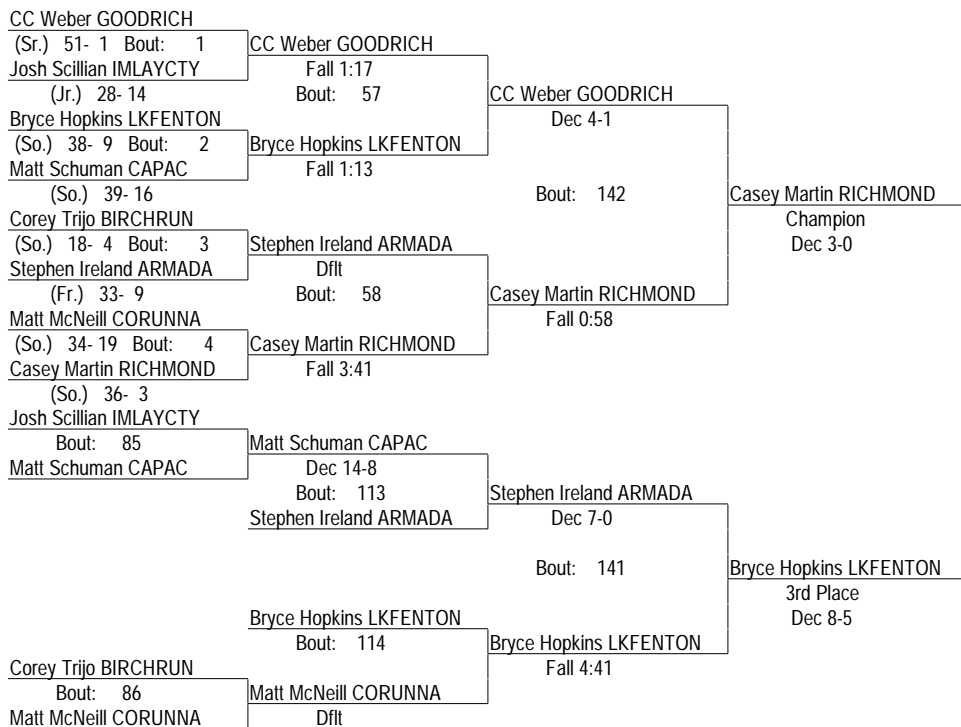 CC Weber GOODRICH
(Sr.) 51- 1 Bout: 1 CC Weber GOODRICH
Josh Scillian IMLAYCTY Fall 1:17
(Jr.) 28- 14 Bout: 57 CC Weber GOODRICH
Bryce Hopkins LKFENTON Dec 4-1
(So.) 38- 9 Bout: 2 Bryce Hopkins LKFENTON
Matt Schuman CAPAC Fall 1:13
(So.) 39- 16 Bout: 142 Casey Martin RICHMOND
Corey Trijo BIRCHRUN Champion
(So.) 18- 4 Bout: 3 Stephen Ireland ARMADA Dec 3-0
Stephen Ireland ARMADA Dflt
(Fr.) 33- 9 Bout: 58 Casey Martin RICHMOND
Matt McNeill CORUNNA Fall 0:58
(So.) 34- 19 Bout: 4 Casey Martin RICHMOND
Casey Martin RICHMOND Fall 3:41
(So.) 36- 3
Josh Scillian IMLAYCTY
Bout: 85 Matt Schuman CAPAC
Matt Schuman CAPAC Dec 14-8
Bout: 113 Stephen Ireland ARMADA
Stephen Ireland ARMADA Dec 7-0
Bout: 141 Bryce Hopkins LKFENTON
3rd Place
Bryce Hopkins LKFENTON Dec 8-5
Bout: 114 Bryce Hopkins LKFENTON
Corey Trijo BIRCHRUN Fall 4:41
Bout: 86 Matt McNeill CORUNNA
Matt McNeill CORUNNA Dflt